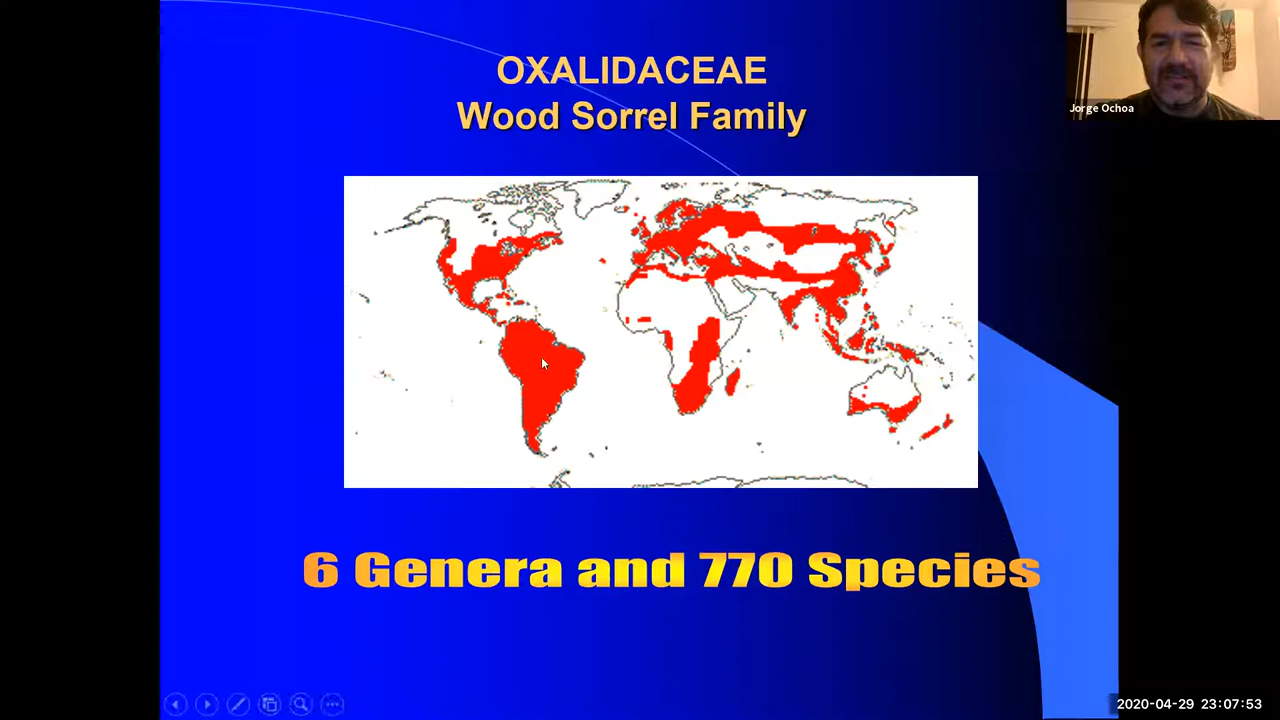 OXALIDACEAE
Wood Sorrel Family
Jorge Ochoa
6 Genera and 770 Species
2020-04-29 23:07:53